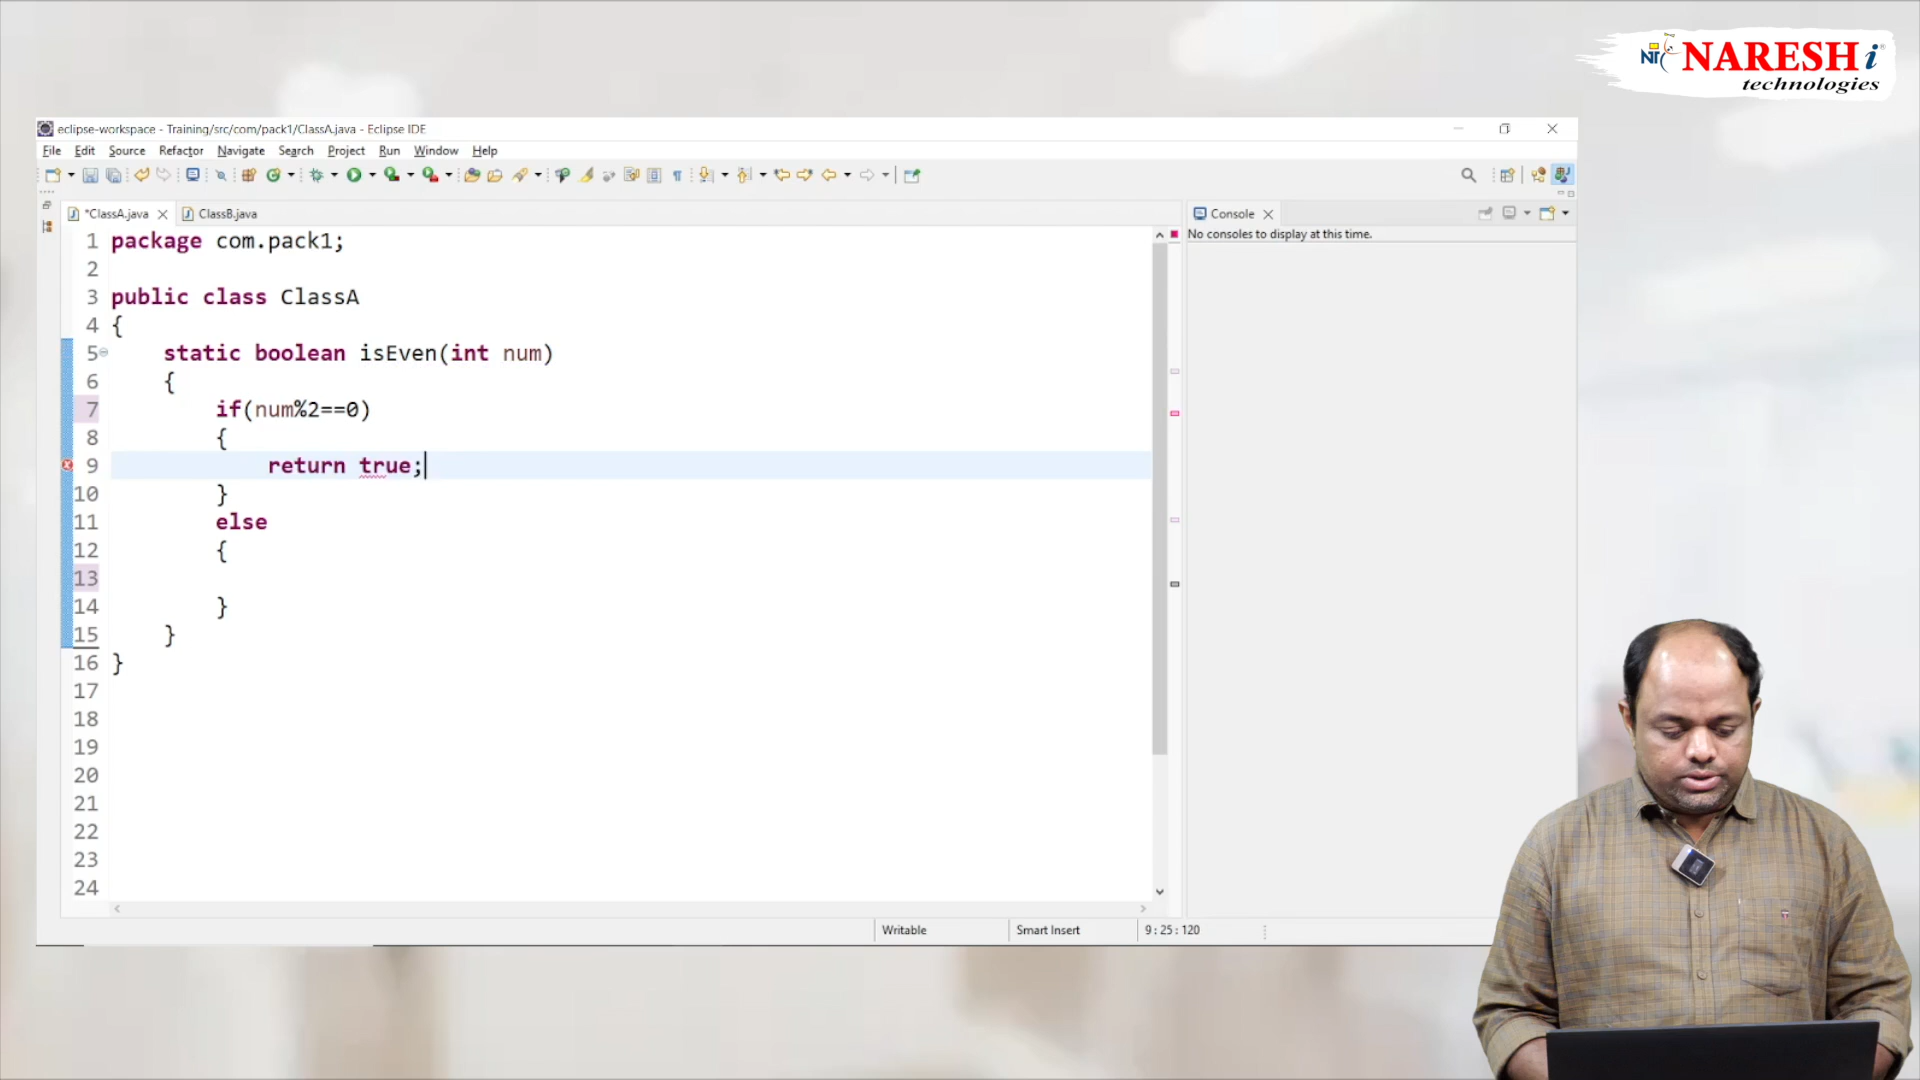 NIT NARESH i
technologies
eclipse-workspace - Training/src/com/pack1/ClassA.java - Eclipse IDE
File Edit Source Refactor Navigate Search Project Run Window Help
*ClassA.java ClassB.java
Console
No consoles to display at this time.
1 package com.pack1;
2
3 public class ClassA
4 {
5 static boolean isEven(int num)
6 {
7 if(num%2==0)
8 {
9 return true;
10 }
11 else
12 {
13
14 }
15 }
16 }
17
18
19
20
21
22
23
24
Writable Smart Insert 9 : 25 : 120